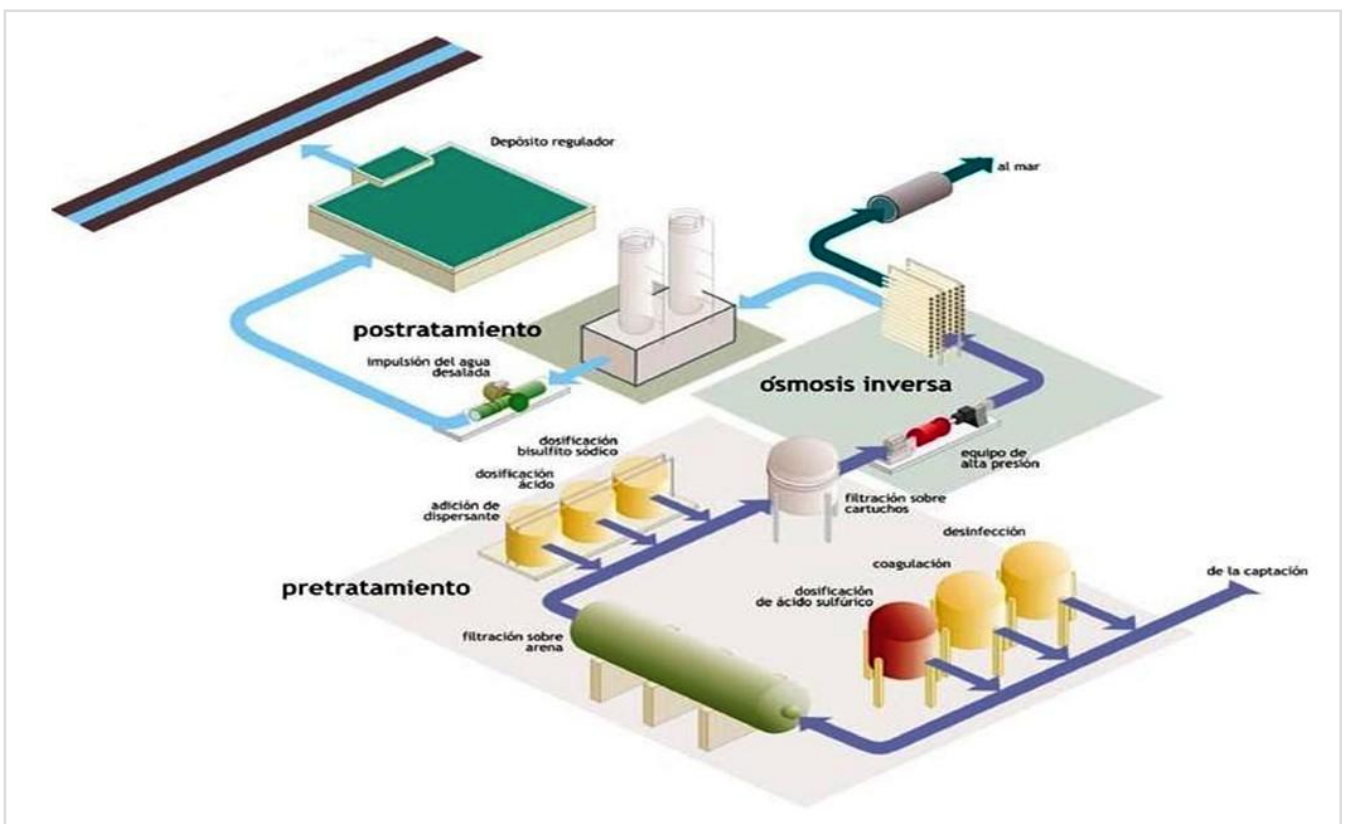 Depósito regulador
al mar
postratamiento
impulsión del agua
desalada
ósmosis inversa
equipo de
alta presión
dosificación
bisulfito sódico
dosificación
ácido
adición de
dispersante
filtración sobre
cartuchos
desinfección
coagulación
dosificación
de ácido sulfúrico
de la captación
pretratamiento
filtración sobre
arena